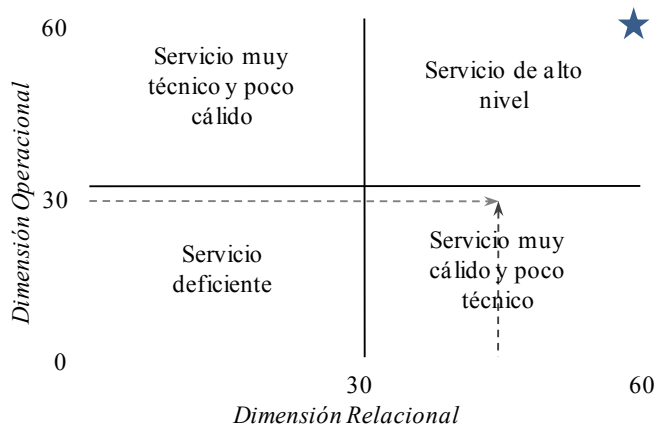 60
Servicio muy
técnico y poco
cálido
Servicio de alto
nivel
Dimensión Operacional
30
Servicio
deficiente
Servicio muy
cálido y poco
técnico
0
30
60
Dimensión Relacional